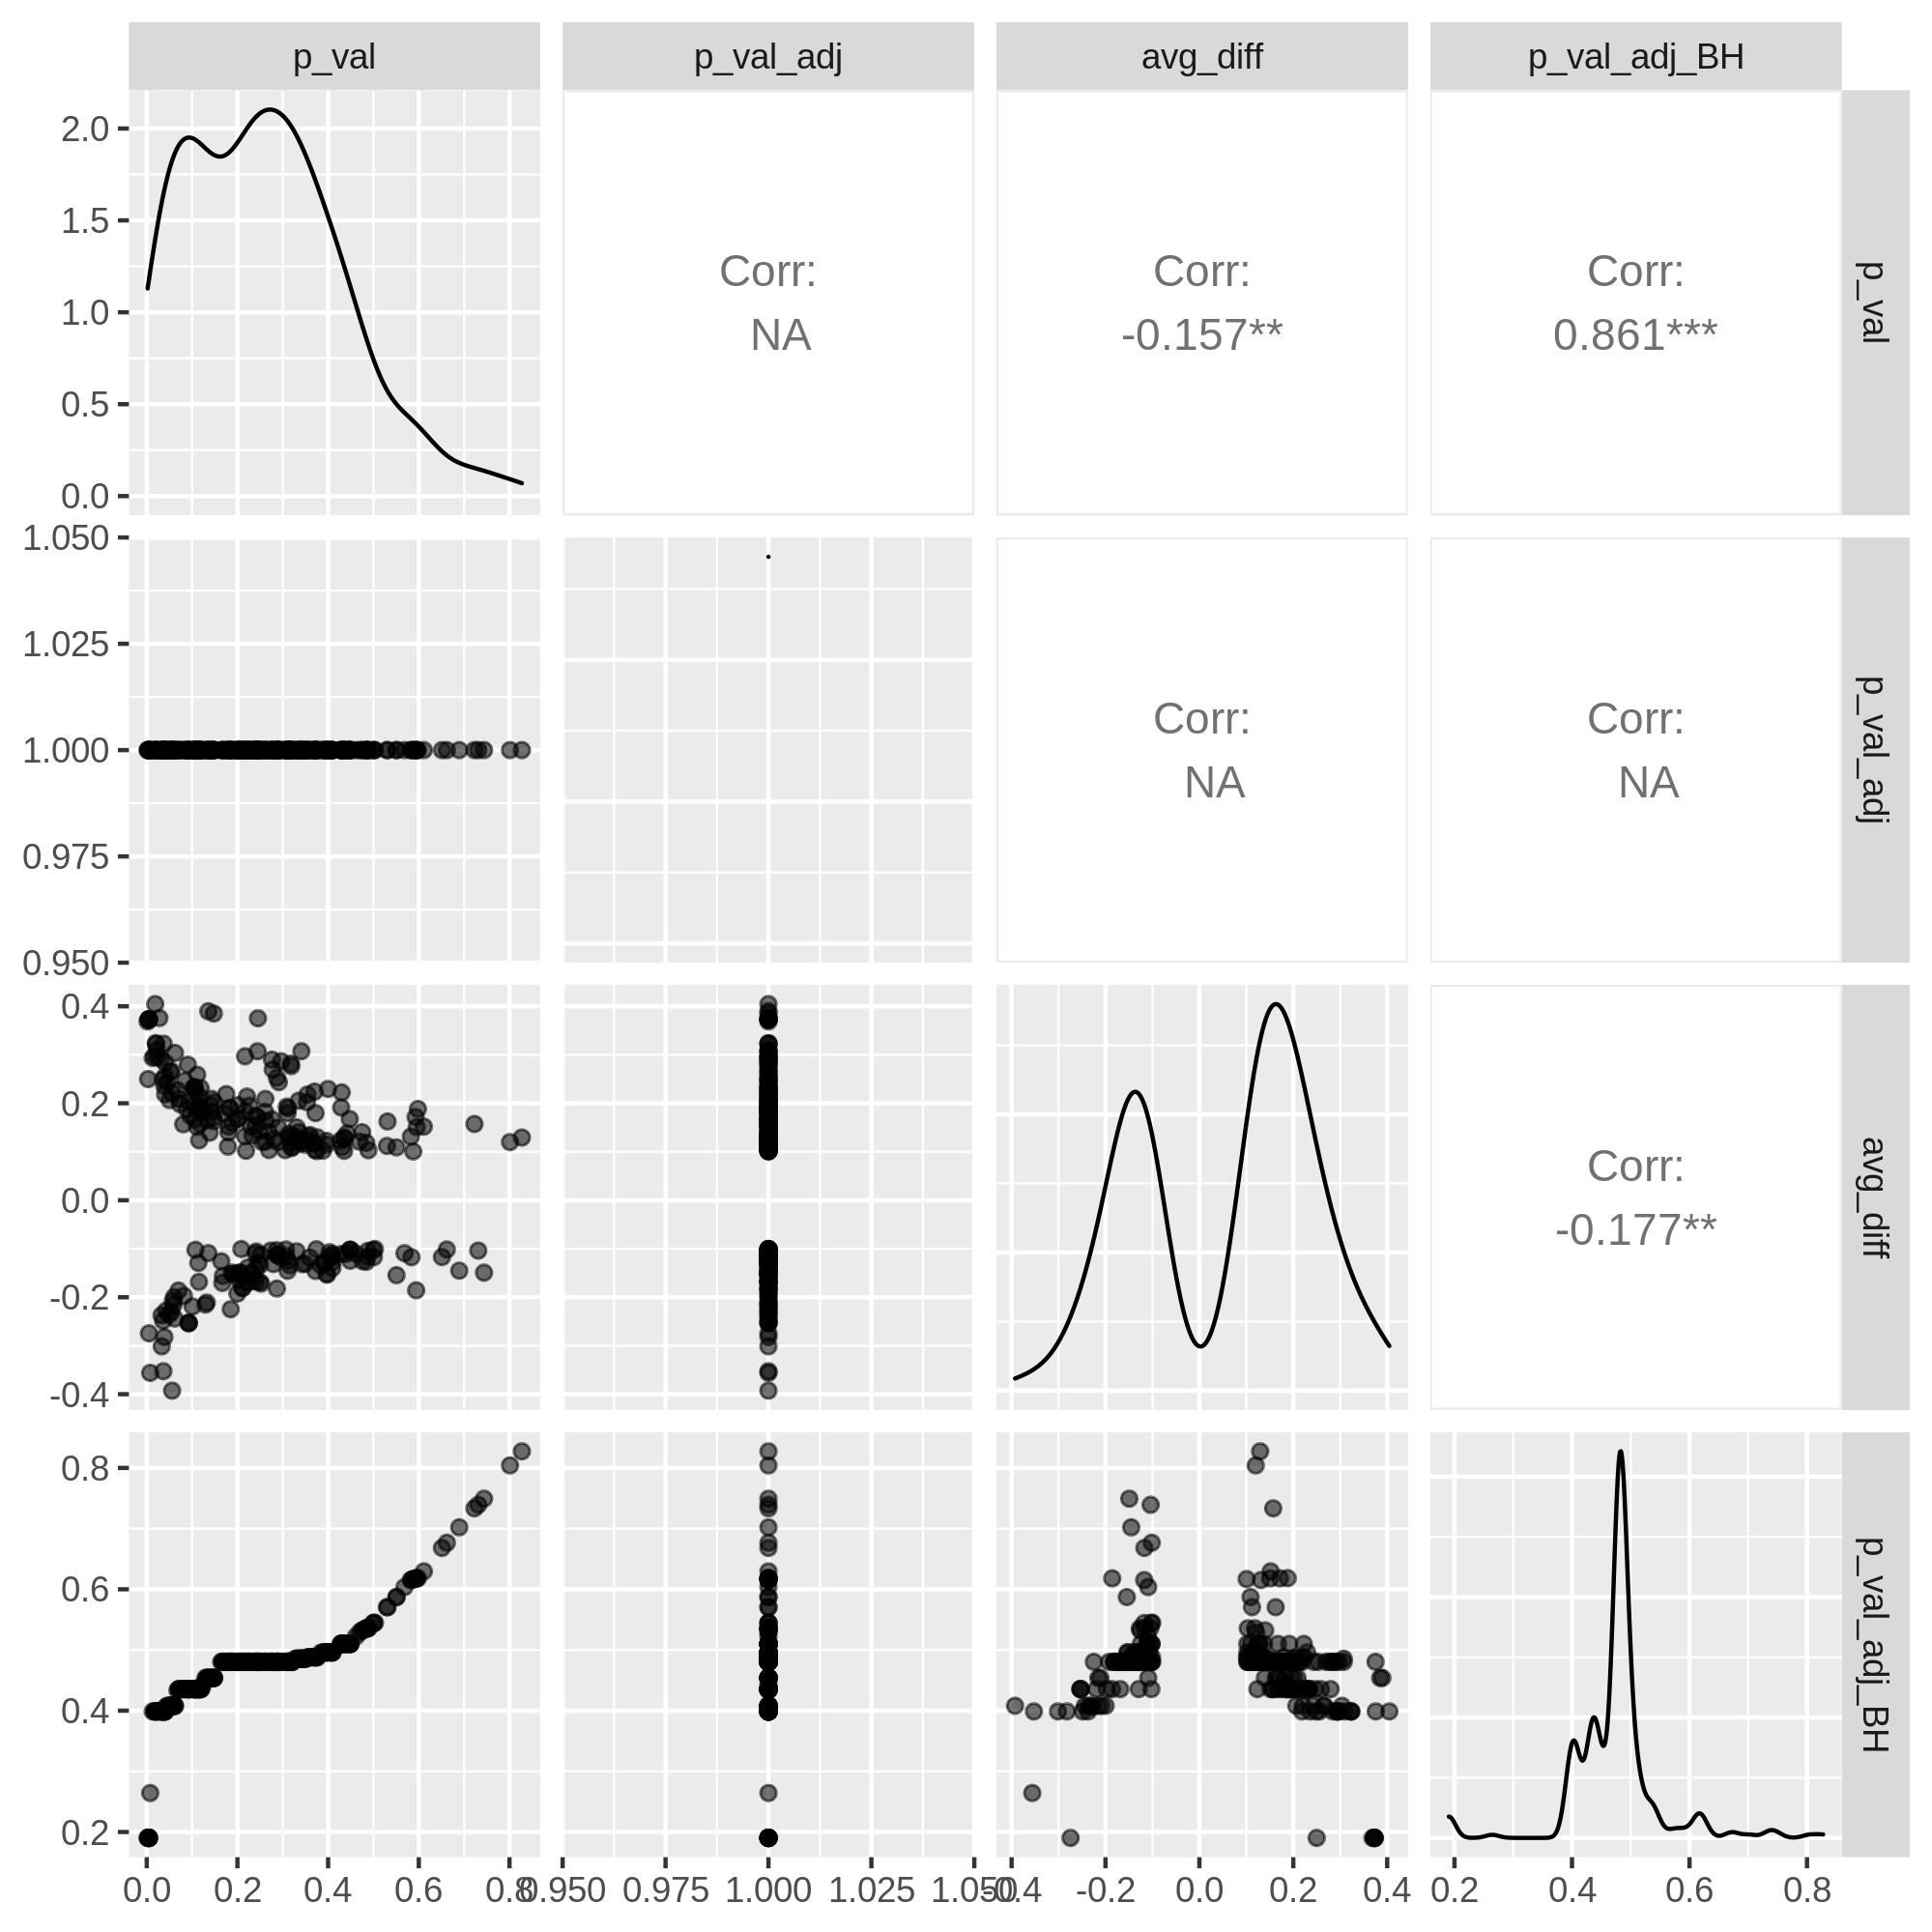 p_val p_val_adj avg_diff p_val_adj_BH
2.0
1.5
1.0
0.5
0.0
Corr:
NA
Corr:
-0.157**
Corr:
0.861***
p_val
1.050
1.025
1.000
0.975
0.950
Corr:
NA
Corr:
NA
p_val_adj
0.4
0.2
0.0
-0.2
-0.4
Corr:
-0.177**
avg_diff
0.8
0.6
0.4
0.2
p_val_adj_BH
0.0 0.2 0.4 0.6 0.8
0.950 0.975 1.000 1.025 1.050
-0.4 -0.2 0.0 0.2 0.4
0.2 0.4 0.6 0.8